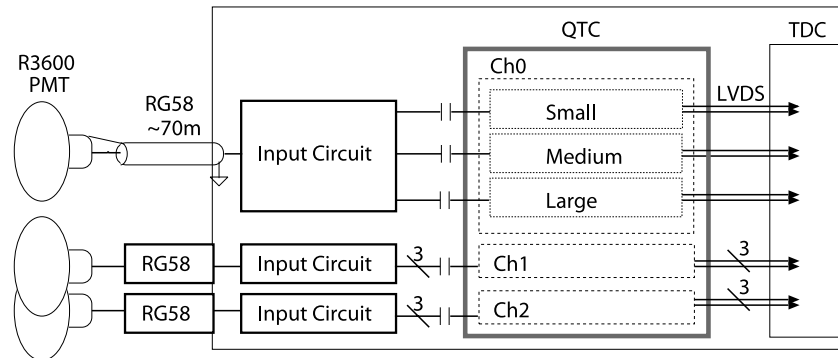 QTC
TDC
R3600
PMT
Ch0
RG58
~70m
LVDS
Small
Input Circuit
Medium
Large
3
3
RG58
Input Circuit
Ch1
3
3
RG58
Input Circuit
Ch2